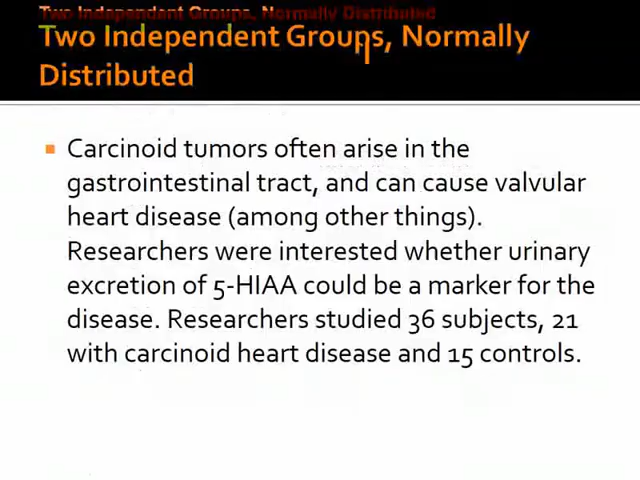 Two Independent Groups, Normally Distributed
Two Independent Groups, Normally
Distributed
Carcinoid tumors often arise in the
gastrointestinal tract, and can cause valvular
heart disease (among other things).
Researchers were interested whether urinary
excretion of 5-HIAA could be a marker for the
disease. Researchers studied 36 subjects, 21
with carcinoid heart disease and 15 controls.